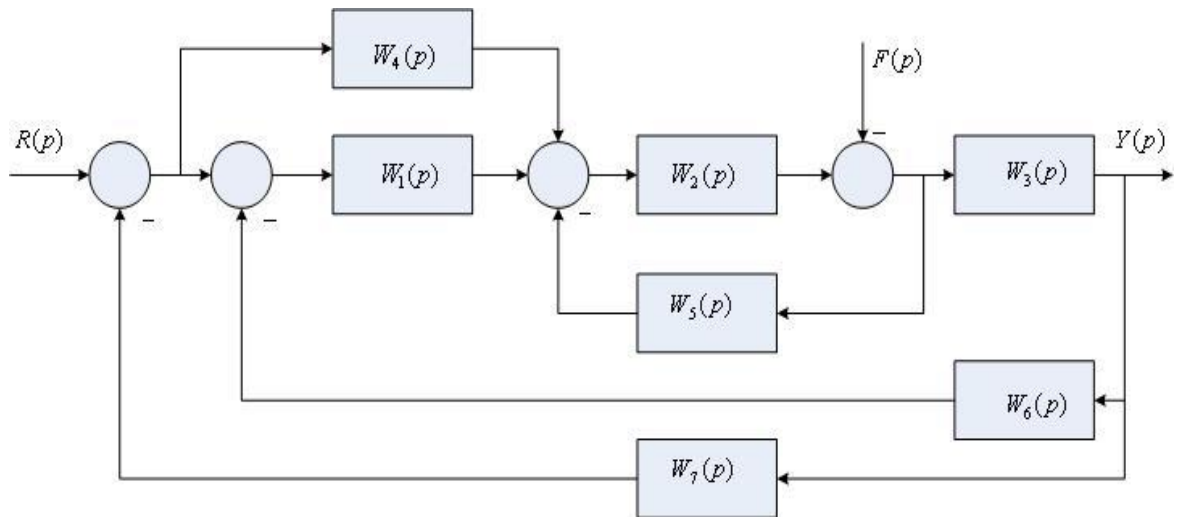 W₄(p)
F(p)
R(p)
W₁(p)
W₂(p)
W₃(p)
Y(p)
–
–
–
–
W₅(p)
W₆(p)
W₇(p)